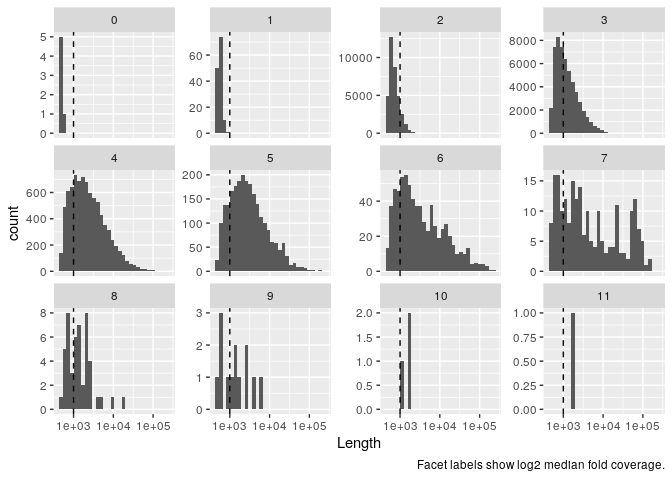 0 1 2 3
5 4 3 2 1 0
60 40 20 0
10000 5000 0
8000 6000 4000 2000 0
4 5 6 7
600 400 200 0
200 150 100 50 0
40 20 0
15 10 5 0
8 9 10 11
8 6 4 2 0
3 2 1 0
2.0 1.5 1.0 0.5 0.0
1.00 0.75 0.50 0.25 0.00
count
1e+03 1e+04 1e+05 1e+03 1e+04 1e+05 1e+03 1e+04 1e+05 1e+03 1e+04 1e+05
Length
Facet labels show log2 median fold coverage.